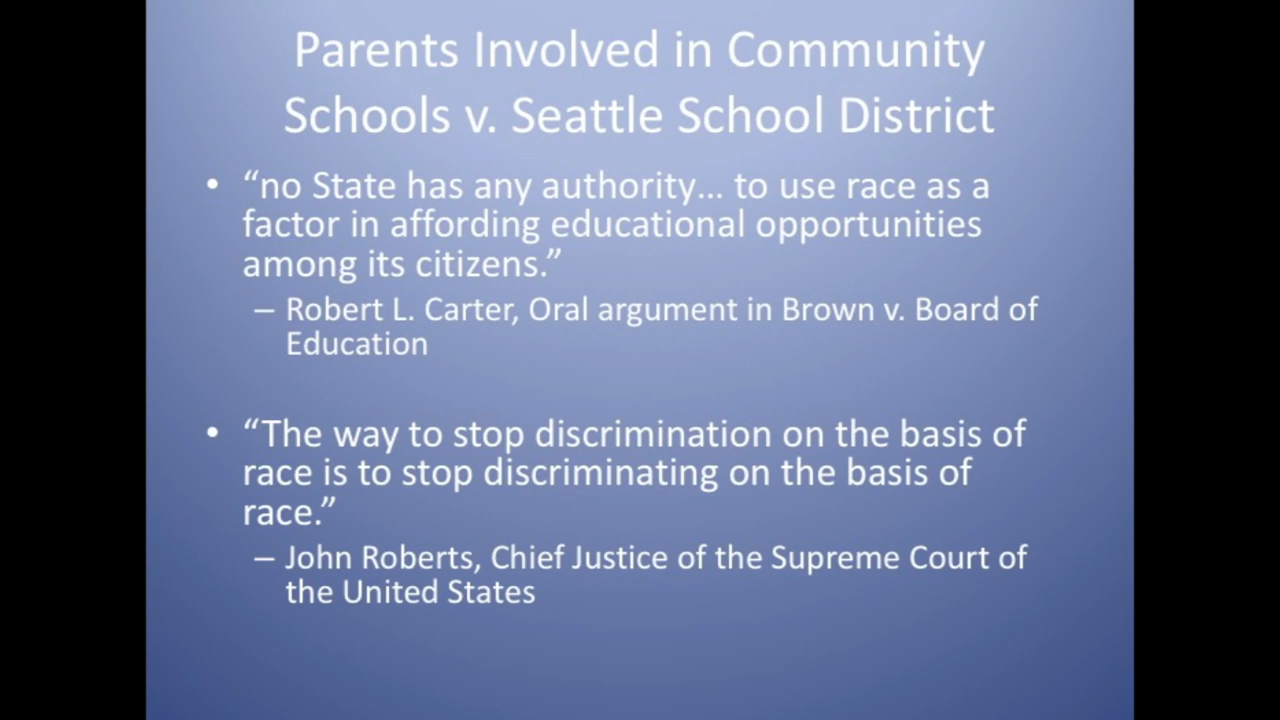 Parents Involved in Community
Schools v. Seattle School District
• “no State has any authority… to use race as a
factor in affording educational opportunities
among its citizens.”
– Robert L. Carter, Oral argument in Brown v. Board of
Education
• “The way to stop discrimination on the basis of
race is to stop discriminating on the basis of
race.”
– John Roberts, Chief Justice of the Supreme Court of
the United States